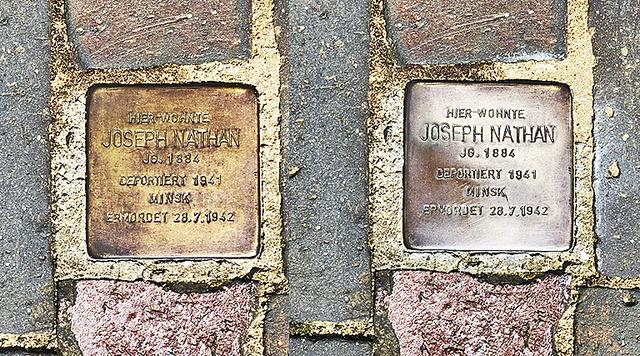 HIER WOHNTE
JOSEPH NATHAN
JG. 1884
DEPORTIERT 1941
MINSK
ERMORDET 28.7.1942
HIER WOHNTE
JOSEPH NATHAN
JG. 1884
DEPORTIERT 1941
MINSK
ERMORDET 28.7.1942